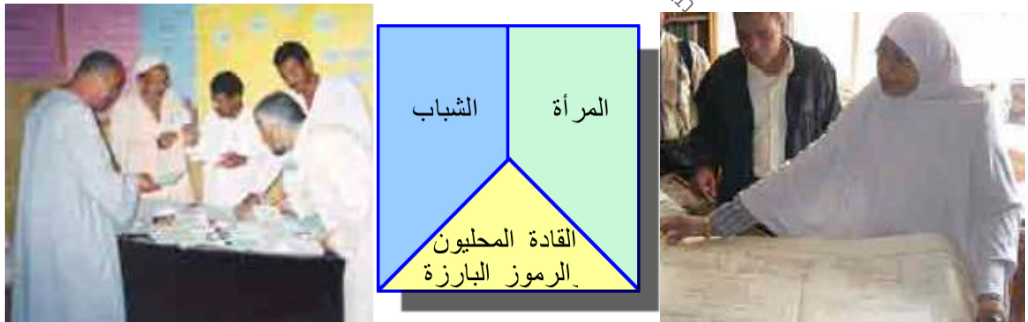 المرأة
الشباب
القادة المحليون
الرموز البارزة